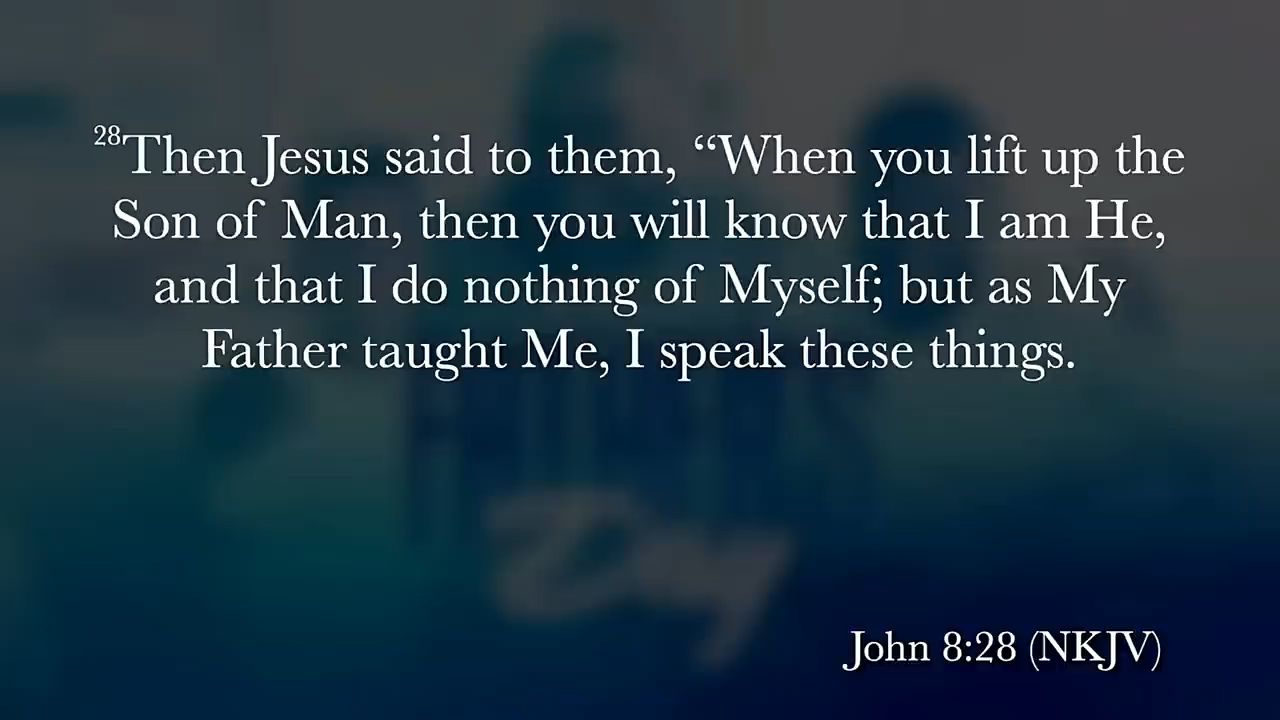 28Then Jesus said to them, “When you lift up the
Son of Man, then you will know that I am He,
and that I do nothing of Myself; but as My
Father taught Me, I speak these things.
Day
John 8:28 (NKJV)